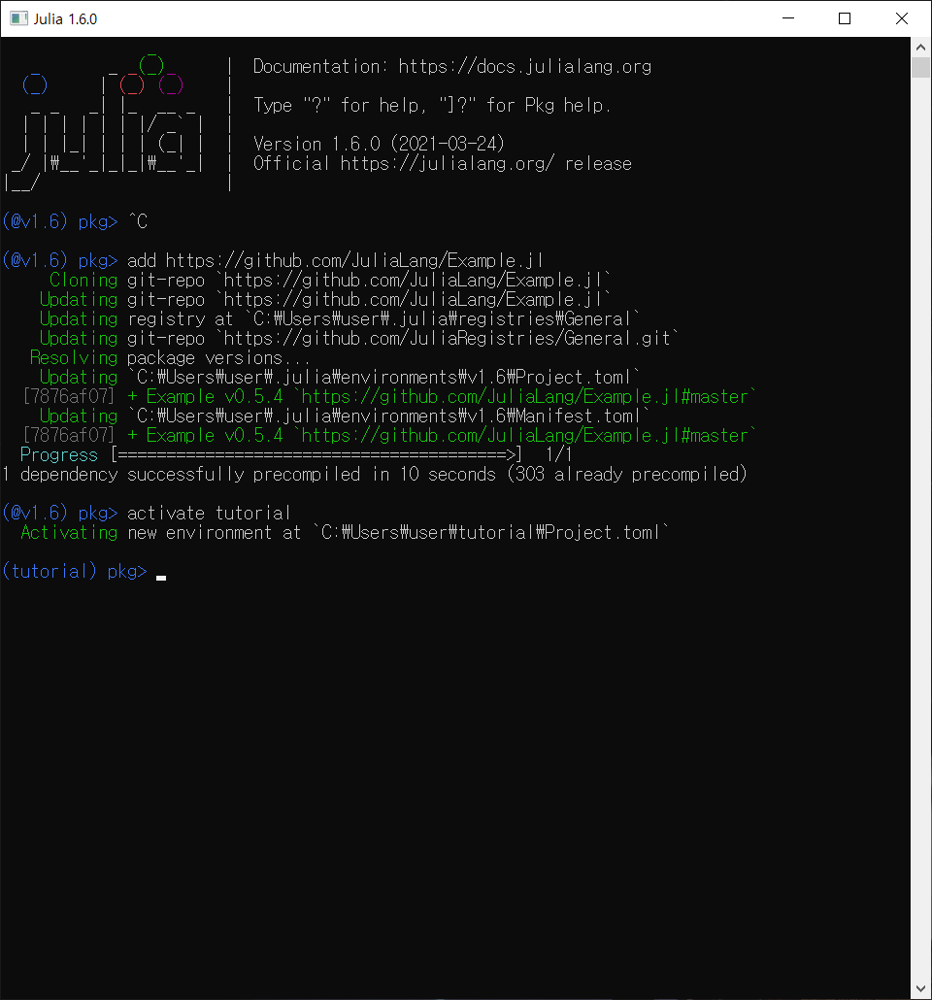 Julia 1.6.0
Documentation: https://docs.julialang.org
Type "?" for help, "]?" for Pkg help.
Version 1.6.0 (2021-03-24)
Official https://julialang.org/ release
(@v1.6) pkg> ^C
(@v1.6) pkg> add https://github.com/JuliaLang/Example.jl
Cloning git-repo `https://github.com/JuliaLang/Example.jl`
Updating git-repo `https://github.com/JuliaLang/Example.jl`
Updating registry at `C:₩Users₩user₩.julia₩registries₩General`
Updating git-repo `https://github.com/JuliaRegistries/General.git`
Resolving package versions...
Updating `C:₩Users₩user₩.julia₩environments₩v1.6₩Project.toml`
[7876af07] + Example v0.5.4 `https://github.com/JuliaLang/Example.jl#master`
Updating `C:₩Users₩user₩.julia₩environments₩v1.6₩Manifest.toml`
[7876af07] + Example v0.5.4 `https://github.com/JuliaLang/Example.jl#master`
Progress [========================================>]  1/1
1 dependency successfully precompiled in 10 seconds (303 already precompiled)
(@v1.6) pkg> activate tutorial
Activating new environment at `C:₩Users₩user₩tutorial₩Project.toml`
(tutorial) pkg>